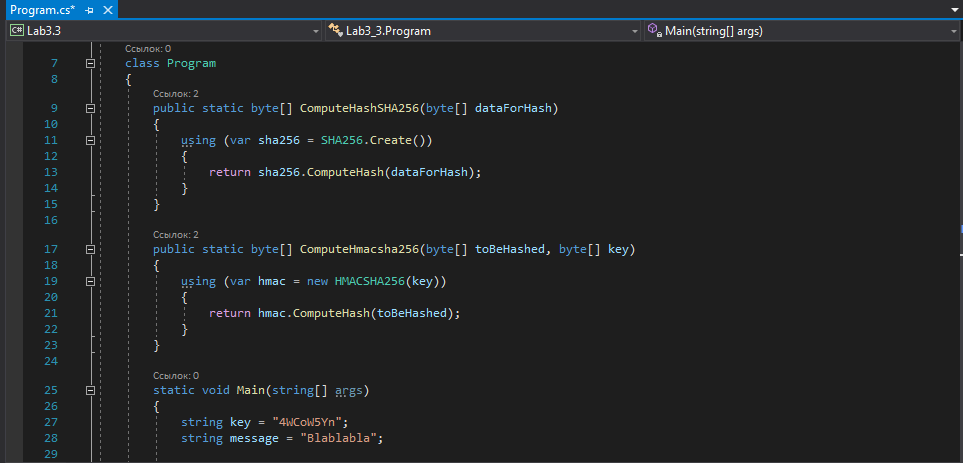 Program.cs*
C# Lab3.3 Lab3_3.Program Main(string[] args)
Ссылок: 0
7 class Program
8 {
Ссылок: 2
9 public static byte[] ComputeHashSHA256(byte[] dataForHash)
10 {
11 using (var sha256 = SHA256.Create())
12 {
13 return sha256.ComputeHash(dataForHash);
14 }
15 }
16
Ссылок: 2
17 public static byte[] ComputeHmacsha256(byte[] toBeHashed, byte[] key)
18 {
19 using (var hmac = new HMACSHA256(key))
20 {
21 return hmac.ComputeHash(toBeHashed);
22 }
23 }
24
Ссылок: 0
25 static void Main(string[] args)
26 {
27 string key = "4WCoW5Yn";
28 string message = "Blablabla";
29